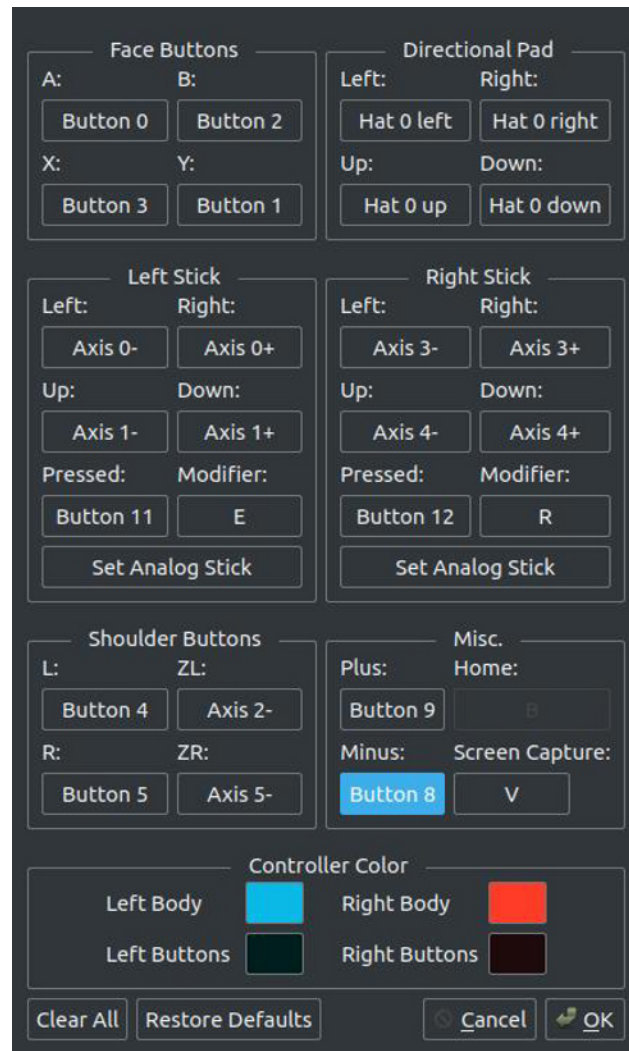 Face Buttons
A: B:
Button 0 Button 2
X: Y:
Button 3 Button 1
Directional Pad
Left: Right:
Hat 0 left Hat 0 right
Up: Down:
Hat 0 up Hat 0 down
Left Stick
Left: Right:
Axis 0- Axis 0+
Up: Down:
Axis 1- Axis 1+
Pressed: Modifier:
Button 11 E
Set Analog Stick
Right Stick
Left: Right:
Axis 3- Axis 3+
Up: Down:
Axis 4- Axis 4+
Pressed: Modifier:
Button 12 R
Set Analog Stick
Shoulder Buttons
L: ZL:
Button 4 Axis 2-
R: ZR:
Button 5 Axis 5-
Misc.
Plus: Home:
Button 9 B
Minus: Screen Capture:
Button 8 V
Controller Color
Left Body Right Body
Left Buttons Right Buttons
Clear All Restore Defaults Cancel OK